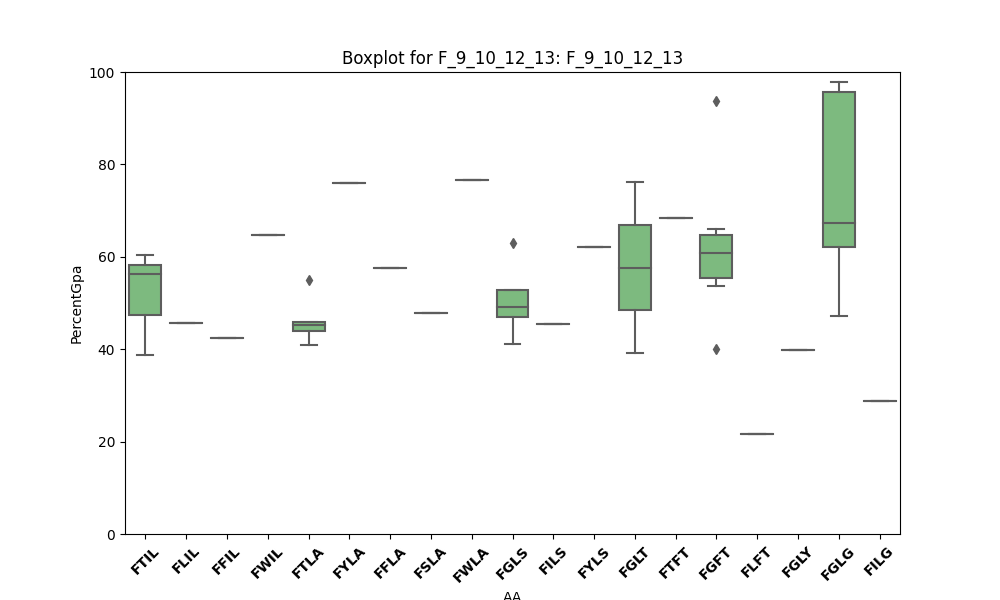 Boxplot for F_9_10_12_13: F_9_10_12_13
PercentGpa
100
80
60
40
20
0
FTIL FLIL FFIL FWIL FTLA FYLA FFLA FSLA FWLA FGLS FILS FYLS FGLT FTFT FGFT FLFT FGLY FGLG FILG
AA